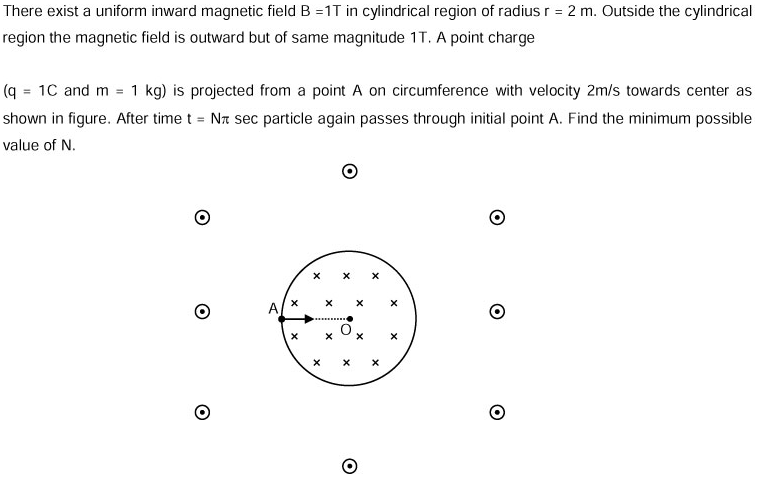 There exist a uniform inward magnetic field B =1T in cylindrical region of radius r = 2 m. Outside the cylindrical
region the magnetic field is outward but of same magnitude 1T. A point charge
(q = 1C and m = 1 kg) is projected from a point A on circumference with velocity 2m/s towards center as
shown in figure. After time t = Nπ sec particle again passes through initial point A. Find the minimum possible
value of N.
x x x
A x x x x
O
x x x x
x x x